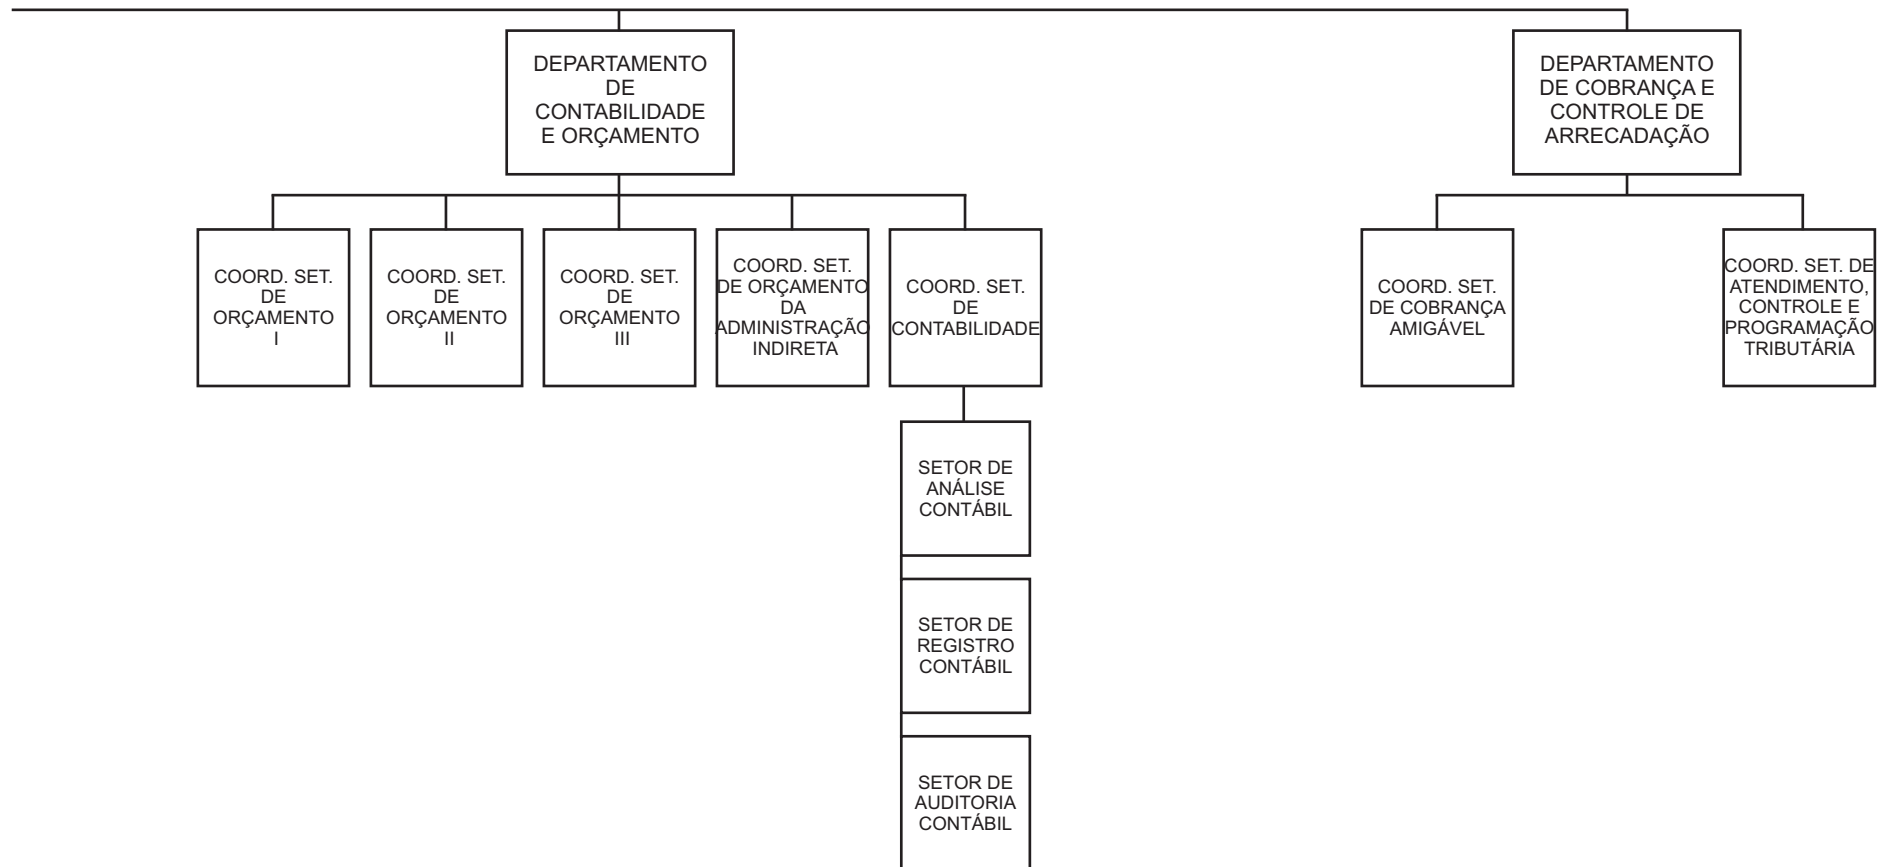 DEPARTAMENTO
DE
CONTABILIDADE
E ORÇAMENTO
DEPARTAMENTO
DE COBRANÇA E
CONTROLE DE
ARRECADAÇÃO
COORD. SET.
DE
ORÇAMENTO
I
COORD. SET.
DE
ORÇAMENTO
II
COORD. SET.
DE
ORÇAMENTO
III
COORD. SET.
DE ORÇAMENTO
DA
ADMINISTRAÇÃO
INDIRETA
COORD. SET.
DE
CONTABILIDADE
COORD. SET.
DE COBRANÇA
AMIGÁVEL
COORD. SET. DE
ATENDIMENTO,
CONTROLE E
PROGRAMAÇÃO
TRIBUTÁRIA
SETOR DE
ANÁLISE
CONTÁBIL
SETOR DE
REGISTRO
CONTÁBIL
SETOR DE
AUDITORIA
CONTÁBIL